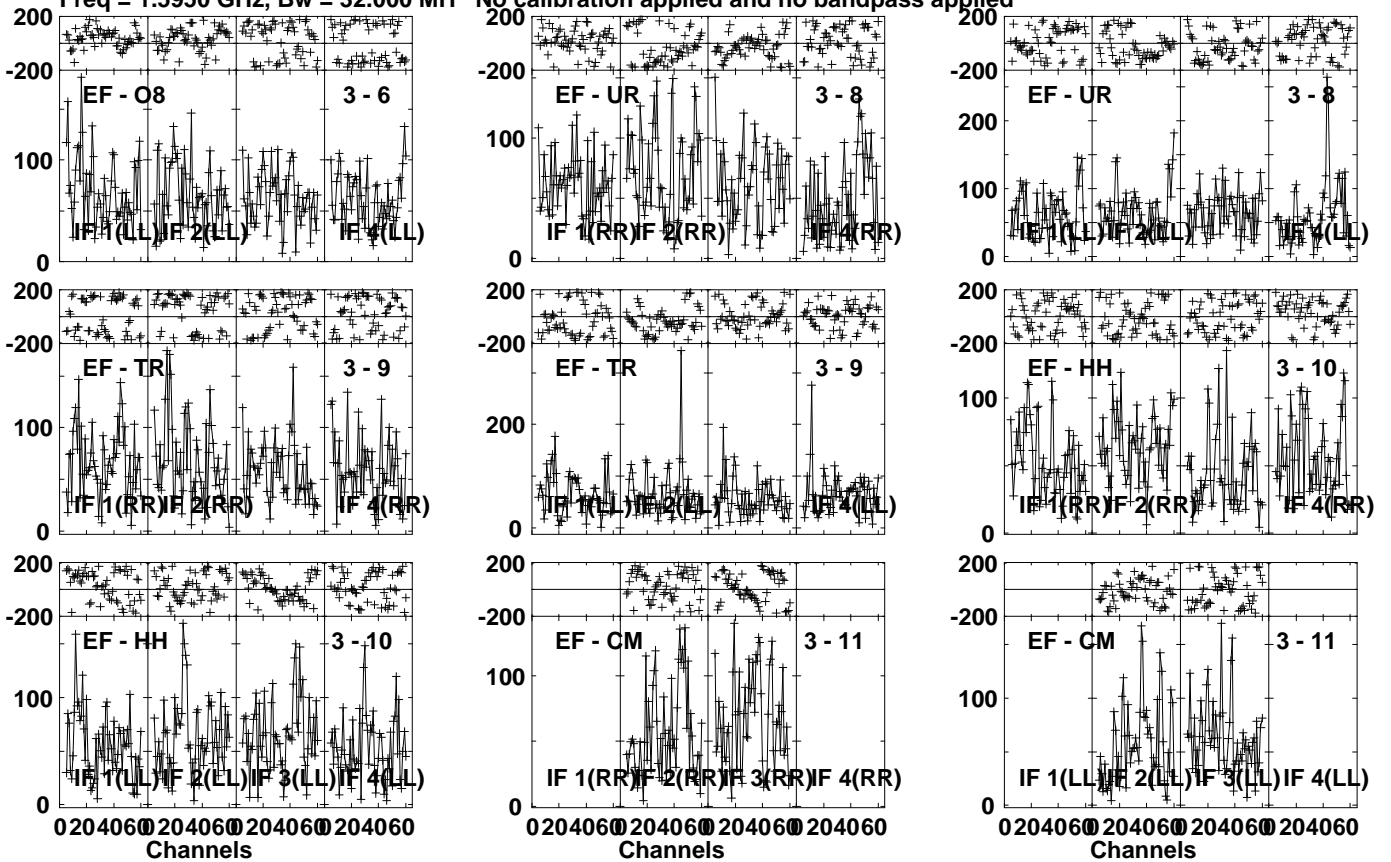 Freq = 1.5950 GHz, Bw = 32.000 MH No calibration applied and no bandpass applied
200 200 200
-200 -200 -200
EF - O8 3 - 6 EF - UR 3 - 8 EF - UR 3 - 8
200
100 100 100
IF 1(LL) IF 2(LL) IF 4(LL) IF 1(RR) IF 2(RR) IF 4(RR) IF 1(LL) IF 2(LL) IF 4(LL)
0 0 0
200 200 200
-200 -200 -200
EF - TR 3 - 9 EF - TR 3 - 9 EF - HH 3 - 10
100 200 100
IF 1(RR) IF 2(RR) IF 4(RR) IF 1(LL) IF 2(LL) IF 4(LL) IF 1(RR) IF 2(RR) IF 4(RR)
0 0 0
200 200 200
-200 -200 -200
EF - HH 3 - 10 EF - CM 3 - 11 EF - CM 3 - 11
100 100 100
IF 1(LL) IF 2(LL) IF 3(LL) IF 4(LL) IF 1(RR) IF 2(RR) IF 3(RR) IF 4(RR) IF 1(LL) IF 2(LL) IF 3(LL) IF 4(LL)
0 0 0
0 20 40 60 0 20 40 60 0 20 40 60 0 20 40 60 0 20 40 60 0 20 40 60 0 20 40 60 0 20 40 60 0 20 40 60 0 20 40 60 0 20 40 60 0 20 40 60
Channels Channels Channels